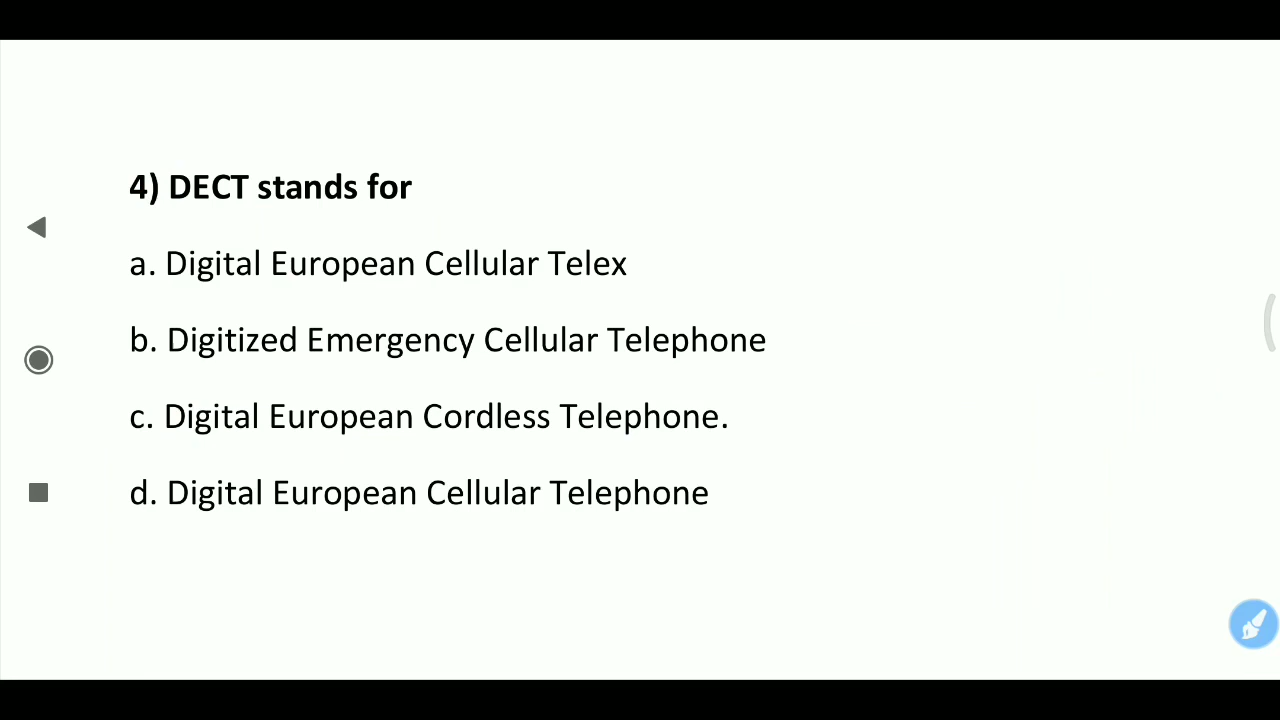 4) DECT stands for
a. Digital European Cellular Telex
b. Digitized Emergency Cellular Telephone
c. Digital European Cordless Telephone.
d. Digital European Cellular Telephone